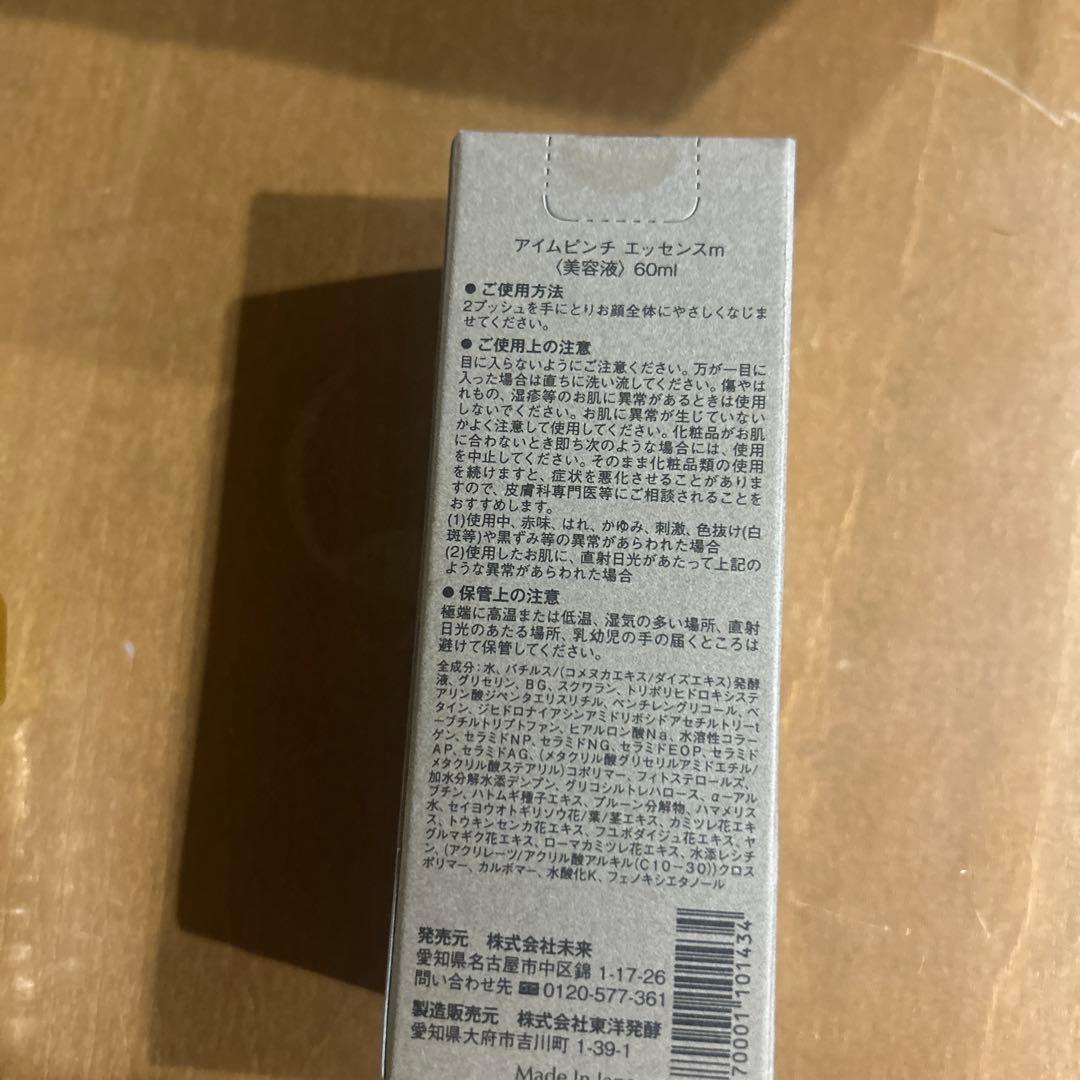 アイムピンチ エッセンスm
〈美容液〉60ml
● ご使用方法
2プッシュを手にとりお顔全体にやさしくなじま
せてください。
● ご使用上の注意
目に入らないようにご注意ください。万が一目に
入った場合は直ちに洗い流してください。傷やは
れもの、湿疹等のお肌に異常があるときは使用
しないでください。お肌に異常が生じていない
かよく注意して使用してください。化粧品がお肌
に合わないとき即ち次のような場合には、使用
を中止してください。そのまま化粧品類の使用
を続けますと、症状を悪化させることがありま
すので、皮膚科専門医等にご相談されることを
おすすめします。
(1)使用中、赤味、はれ、かゆみ、刺激、色抜け(白
斑等)や黒ずみ等の異常があらわれた場合
(2)使用したお肌に、直射日光があたって上記の
ような異常があらわれた場合
● 保管上の注意
極端に高温または低温、湿気の多い場所、直射
日光のあたる場所、乳幼児の手の届くところは
避けて保管してください。
全成分：水、バチルス/(コメヌカエキス/ダイズエキス)発酵
液、グリセリン、BG、スクワラン、トリポリヒドロキシステ
アリン酸ジペンタエリスリチル、ペンチレングリコール、ベ
タイン、ジヒドロナイアシンアミドリボシドアセチルトリーt
ーブチルトリプトファン、ヒアルロン酸Na、水溶性コラー
ゲン、セラミドNP、セラミドNG、セラミドEOP、セラミド
AP、セラミドAG、(メタクリル酸グリセリルアミドエチル/
メタクリル酸ステアリル)コポリマー、フィトステロールズ、
加水分解水添デンプン、グリコシルトレハロース、α-アル
ブチン、ハトムギ種子エキス、プルーン分解物、ハマメリス
水、セイヨウオトギリソウ花/葉/茎エキス、カミツレ花エキ
ス、トウキンセンカ花エキス、フユボダイジュ花エキス、ヤ
グルマギク花エキス、ローマカミツレ花エキス、水添レシチ
ン、(アクリレーツ/アクリル酸アルキル(C10-30))クロス
ポリマー、カルボマー、水酸化K、フェノキシエタノール
発売元 株式会社未来
愛知県名古屋市中区錦 1-17-26
問い合わせ先 0120-577-361
製造販売元 株式会社東洋発酵
愛知県大府市吉川町 1-39-1
Made In
70001 101434